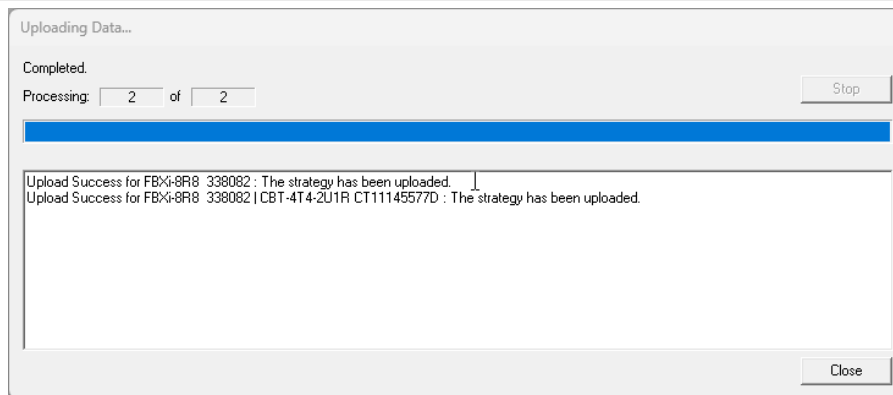 Uploading Data...
Completed.
Processing: 2 of 2
Stop
Upload Success for FBXi-8R8 338082 : The strategy has been uploaded.
Upload Success for FBXi-8R8 338082 | CBT-4T4-2U1R CT11145577D : The strategy has been uploaded.
Close